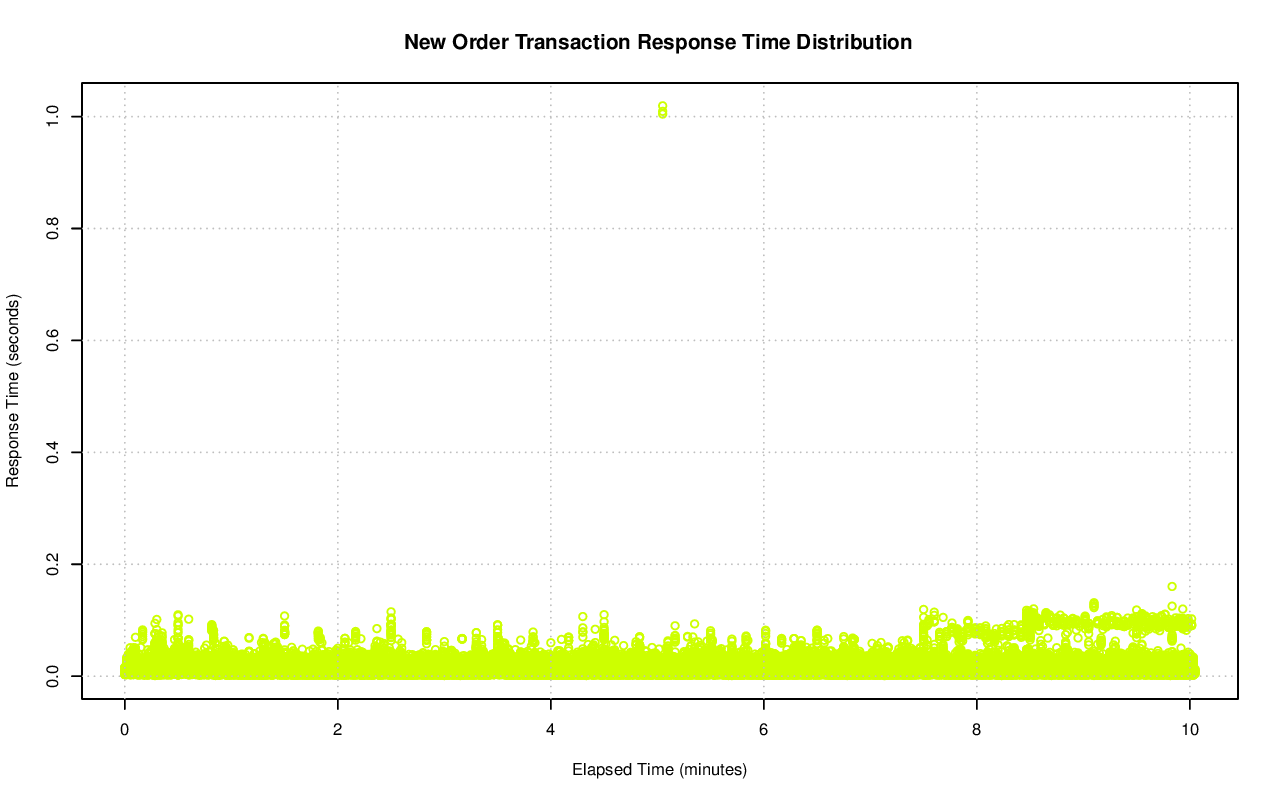 New Order Transaction Response Time Distribution
1.0
0.8
0.6
0.4
0.2
0.0
Response Time (seconds)
0 2 4 6 8 10
Elapsed Time (minutes)